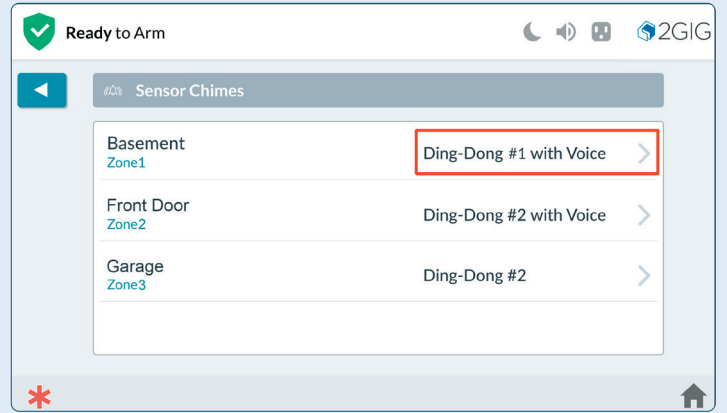 Ready to Arm
2GIG
Sensor Chimes
Basement
Zone1
Ding-Dong #1 with Voice
Front Door
Zone2
Ding-Dong #2 with Voice
Garage
Zone3
Ding-Dong #2